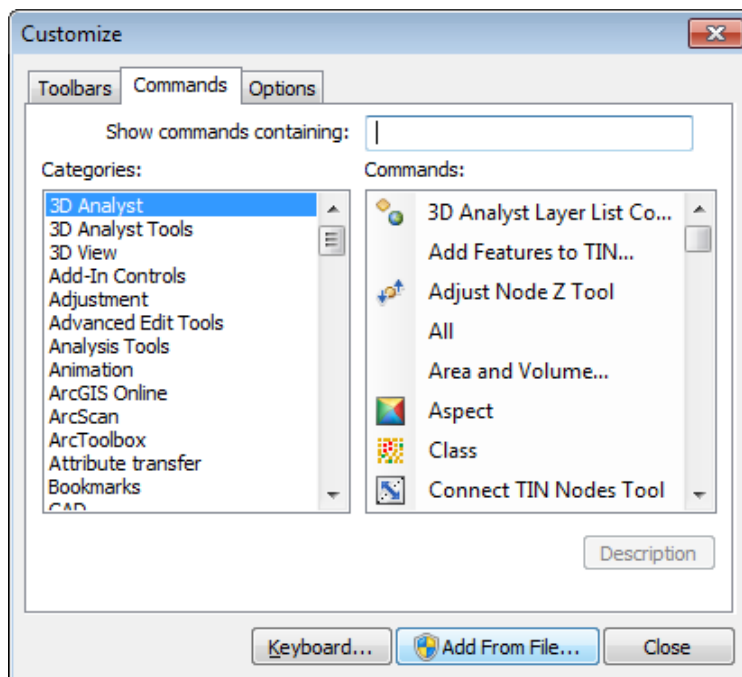 Customize
Toolbars Commands Options
Show commands containing:
Categories:
3D Analyst
3D Analyst Tools
3D View
Add-In Controls
Adjustment
Advanced Edit Tools
Analysis Tools
Animation
ArcGIS Online
ArcScan
ArcToolbox
Attribute transfer
Bookmarks
CAD
Commands:
3D Analyst Layer List Co...
Add Features to TIN...
Adjust Node Z Tool
All
Area and Volume...
Aspect
Class
Connect TIN Nodes Tool
Description
Keyboard... Add From File... Close